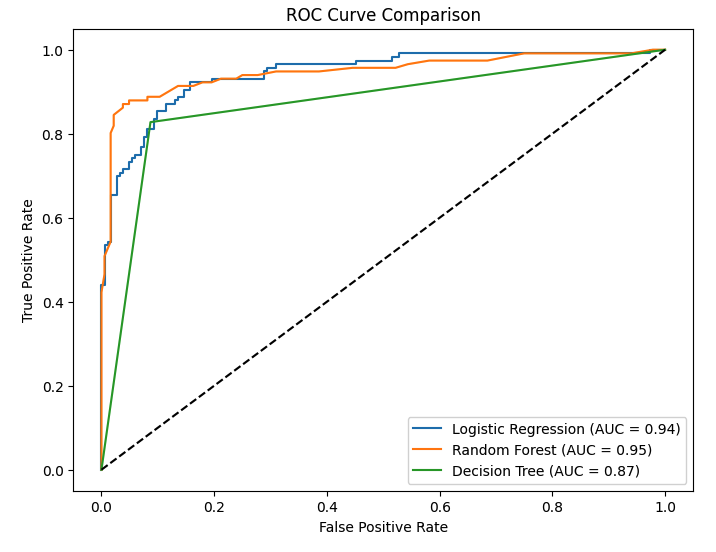 ROC Curve Comparison
True Positive Rate
1.0
0.8
0.6
0.4
0.2
0.0
Logistic Regression (AUC = 0.94)
Random Forest (AUC = 0.95)
Decision Tree (AUC = 0.87)
0.0 0.2 0.4 0.6 0.8 1.0
False Positive Rate